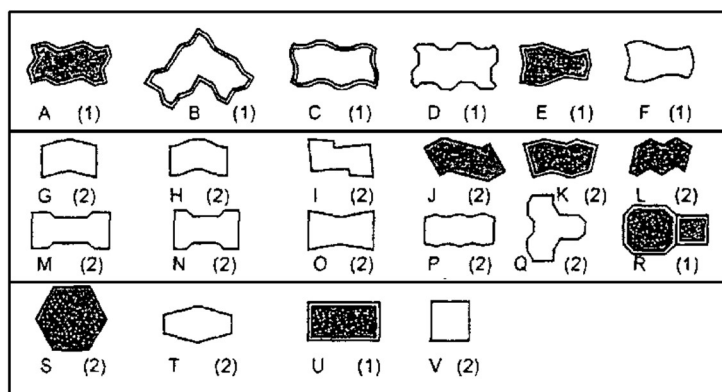 A (1) B (1) C (1) D (1) E (1) F (1)
G (2) H (2) I (2) J (2) K (2) L (2)
M (2) N (2) O (2) P (2) Q (2) R (1)
S (2) T (2) U (1) V (2)